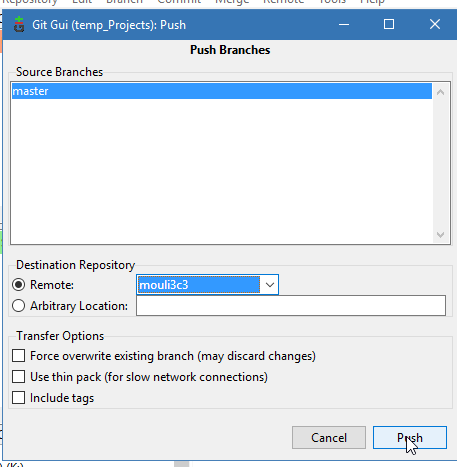 Repository Edit Branch Commit Merge Remote Tools Help
Git Gui (temp_Projects): Push
Push Branches
Source Branches
master
Destination Repository
Remote: mouli3c3
Arbitrary Location:
Transfer Options
Force overwrite existing branch (may discard changes)
Use thin pack (for slow network connections)
Include tags
Cancel Push